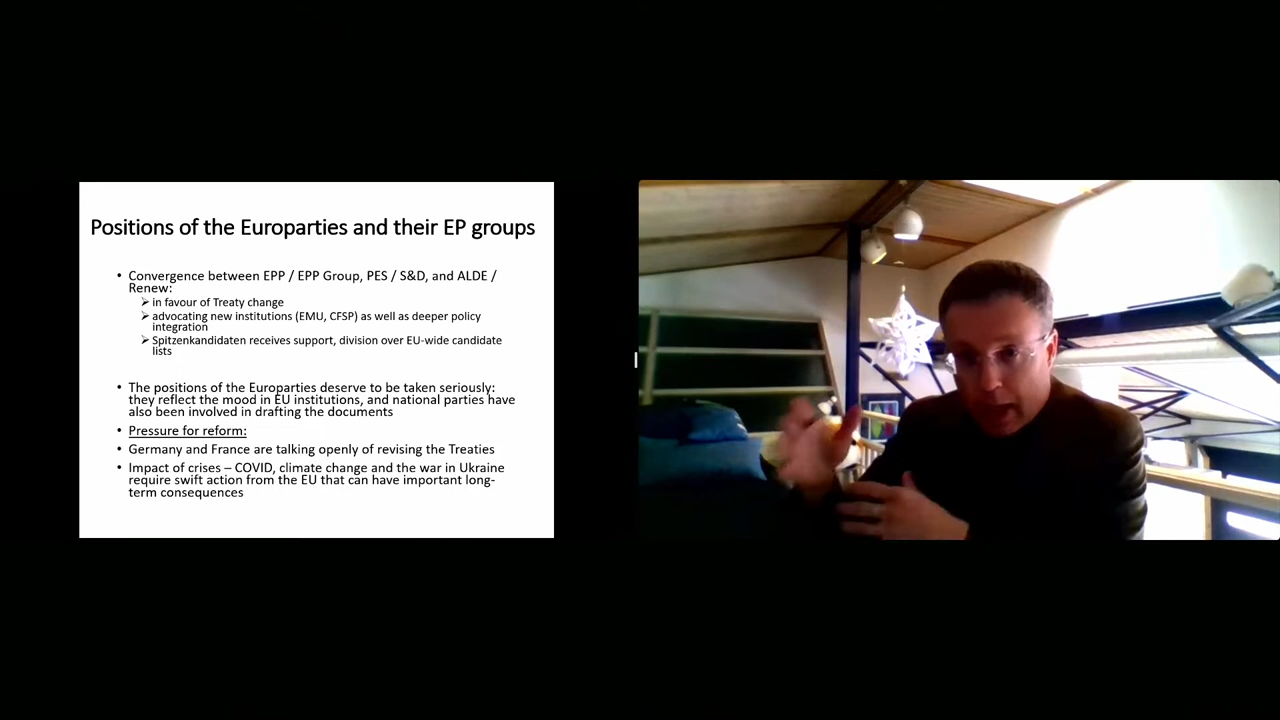 Positions of the Europarties and their EP groups
• Convergence between EPP / EPP Group, PES / S&D, and ALDE /
Renew:
➢ in favour of Treaty change
➢ advocating new institutions (EMU, CFSP) as well as deeper policy
integration
➢ Spitzenkandidaten receives support, division over EU-wide candidate
lists
• The positions of the Europarties deserve to be taken seriously:
they reflect the mood in EU institutions, and national parties have
also been involved in drafting the documents
• Pressure for reform:
• Germany and France are talking openly of revising the Treaties
• Impact of crises – COVID, climate change and the war in Ukraine
require swift action from the EU that can have important long-
term consequences